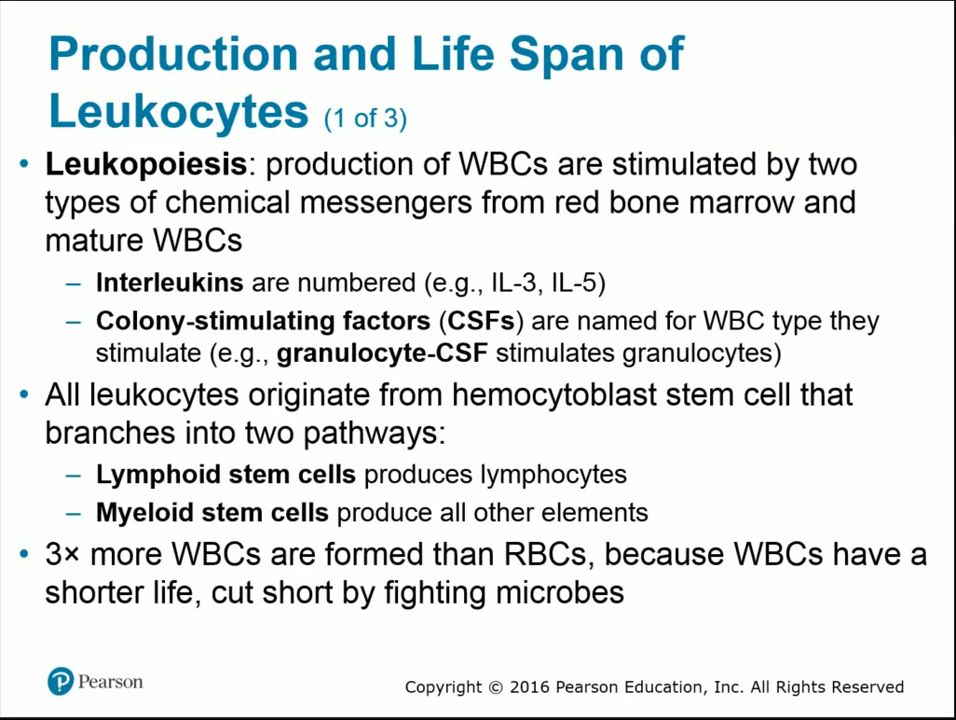 Production and Life Span of
Leukocytes (1 of 3)
• Leukopoiesis: production of WBCs are stimulated by two
types of chemical messengers from red bone marrow and
mature WBCs
– Interleukins are numbered (e.g., IL-3, IL-5)
– Colony-stimulating factors (CSFs) are named for WBC type they
stimulate (e.g., granulocyte-CSF stimulates granulocytes)
• All leukocytes originate from hemocytoblast stem cell that
branches into two pathways:
– Lymphoid stem cells produces lymphocytes
– Myeloid stem cells produce all other elements
• 3× more WBCs are formed than RBCs, because WBCs have a
shorter life, cut short by fighting microbes
P Pearson
Copyright © 2016 Pearson Education, Inc. All Rights Reserved